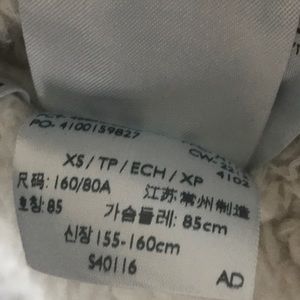 PO- 4100159827
4102
XS / TP / ECH / XP
尺码: 160/80A 江苏常州制造
호칭: 85 가슴둘레: 85cm
신장 155-160cm
S40116
AD